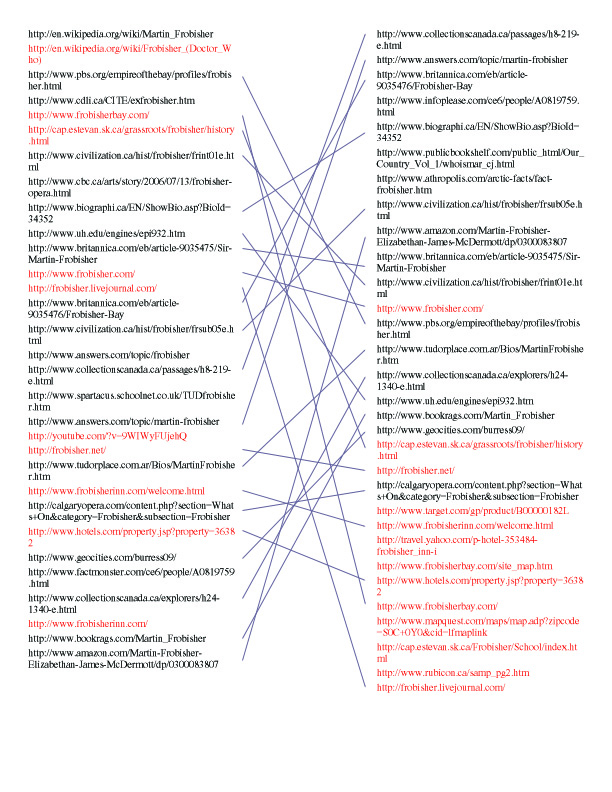 http://en.wikipedia.org/wiki/Martin_Frobisher
http://en.wikipedia.org/wiki/Frobisher_(Doctor_W
ho)
http://www.pbs.org/empireofthebay/profiles/frobis
her.html
http://www.cdli.ca/CITE/exfrobisher.htm
http://www.frobisherbay.com/
http://cap.estevan.sk.ca/grassroots/frobisher/history
.html
http://www.civilization.ca/hist/frobisher/frint01e.ht
ml
http://www.cbc.ca/arts/story/2006/07/13/frobisher-
opera.html
http://www.biographi.ca/EN/ShowBio.asp?BioId=
34352
http://www.uh.edu/engines/epi932.htm
http://www.britannica.com/eb/article-9035475/Sir-
Martin-Frobisher
http://www.frobisher.com/
http://frobisher.livejournal.com/
http://www.britannica.com/eb/article-
9035476/Frobisher-Bay
http://www.civilization.ca/hist/frobisher/frsub05e.h
tml
http://www.answers.com/topic/frobisher
http://www.collectionscanada.ca/passages/h8-219-
e.html
http://www.spartacus.schoolnet.co.uk/TUDfrobishe
r.htm
http://www.answers.com/topic/martin-frobisher
http://youtube.com/?v=9WIWyFUjehQ
http://frobisher.net/
http://www.tudorplace.com.ar/Bios/MartinFrobishe
r.htm
http://www.frobisherinn.com/welcome.html
http://calgaryopera.com/content.php?section=What
s+On&category=Frobisher&subsection=Frobisher
http://www.hotels.com/property.jsp?property=3638
2
http://www.geocities.com/burress09/
http://www.factmonster.com/ce6/people/A0819759
.html
http://www.collectionscanada.ca/explorers/h24-
1340-e.html
http://www.frobisherinn.com/
http://www.bookrags.com/Martin_Frobisher
http://www.amazon.com/Martin-Frobisher-
Elizabethan-James-McDermott/dp/0300083807
http://www.collectionscanada.ca/passages/h8-219-
e.html
http://www.answers.com/topic/martin-frobisher
http://www.britannica.com/eb/article-
9035476/Frobisher-Bay
http://www.infoplease.com/ce6/people/A0819759.
html
http://www.biographi.ca/EN/ShowBio.asp?BioId=
34352
http://www.publicbookshelf.com/public_html/Our_
Country_Vol_1/whoismar_cj.html
http://www.athropolis.com/arctic-facts/fact-
frobisher.htm
http://www.civilization.ca/hist/frobisher/frsub05e.h
tml
http://www.amazon.com/Martin-Frobisher-
Elizabethan-James-McDermott/dp/0300083807
http://www.britannica.com/eb/article-9035475/Sir-
Martin-Frobisher
http://www.civilization.ca/hist/frobisher/frint01e.ht
ml
http://www.frobisher.com/
http://www.pbs.org/empireofthebay/profiles/frobis
her.html
http://www.tudorplace.com.ar/Bios/MartinFrobishe
r.htm
http://www.collectionscanada.ca/explorers/h24-
1340-e.html
http://www.uh.edu/engines/epi932.htm
http://www.bookrags.com/Martin_Frobisher
http://www.geocities.com/burress09/
http://cap.estevan.sk.ca/grassroots/frobisher/history
.html
http://frobisher.net/
http://calgaryopera.com/content.php?section=What
s+On&category=Frobisher&subsection=Frobisher
http://www.target.com/gp/product/B00000182L
http://www.frobisherinn.com/welcome.html
http://travel.yahoo.com/p-hotel-353484-
frobisher_inn-i
http://www.frobisherbay.com/site_map.htm
http://www.hotels.com/property.jsp?property=3638
2
http://www.frobisherbay.com/
http://www.mapquest.com/maps/map.adp?zipcode
=S0C+0Y0&cid=lfmaplink
http://cap.estevan.sk.ca/Frobisher/School/index.ht
ml
http://www.rubicon.ca/samp_pg2.htm
http://frobisher.livejournal.com/